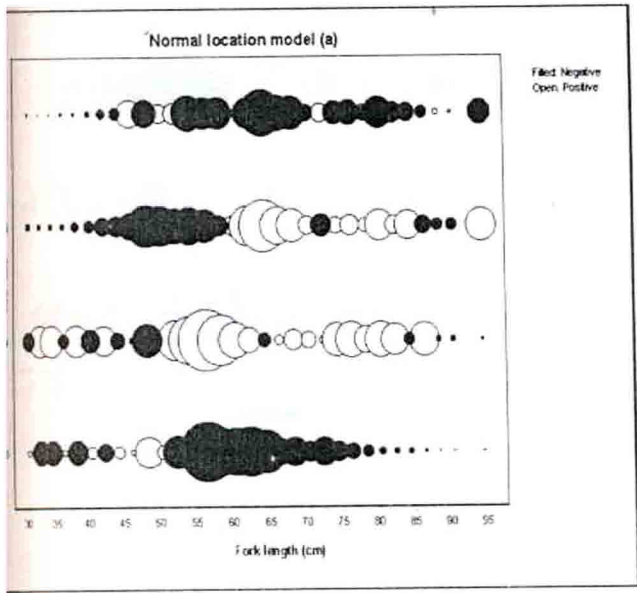 Normal location model (a)
Filled: Negative
Open: Positive
30 35 40 45 50 55 60 65 70 75 80 85 90 95
Fork length (cm)